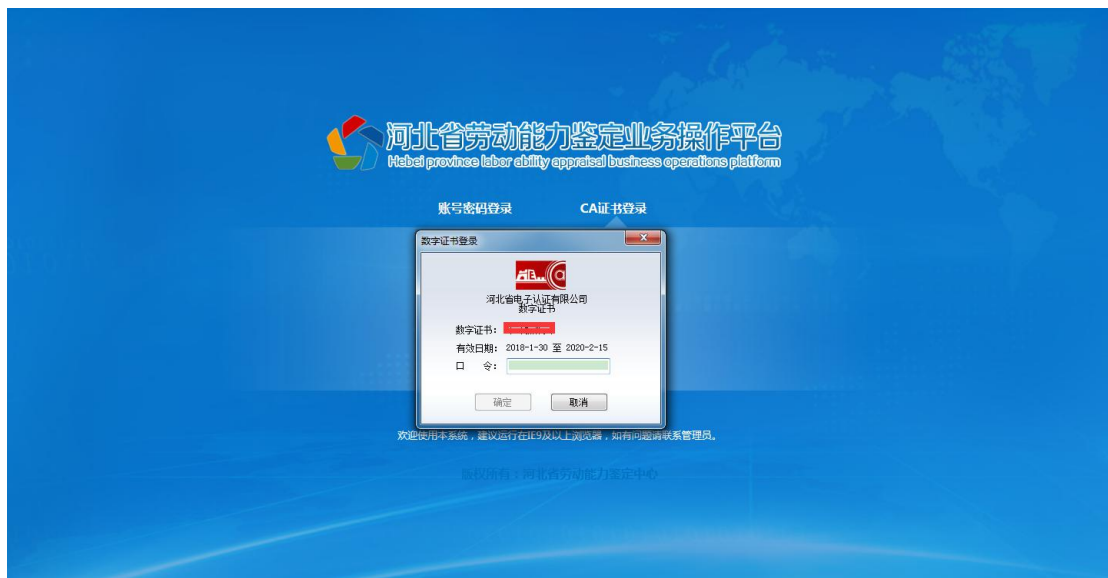 河北省劳动能力鉴定业务操作平台
Hebei province labor ability appraisal business operations platform
账号密码登录 CA证书登录
数字证书登录
河北省电子认证有限公司
数字证书
数字证书:
有效日期: 2018-1-30 至 2020-2-15
口 令:
确定 取消
欢迎使用本系统，建议运行在IE9及以上浏览器，如有问题请联系管理员。
版权所有：河北省劳动能力鉴定中心